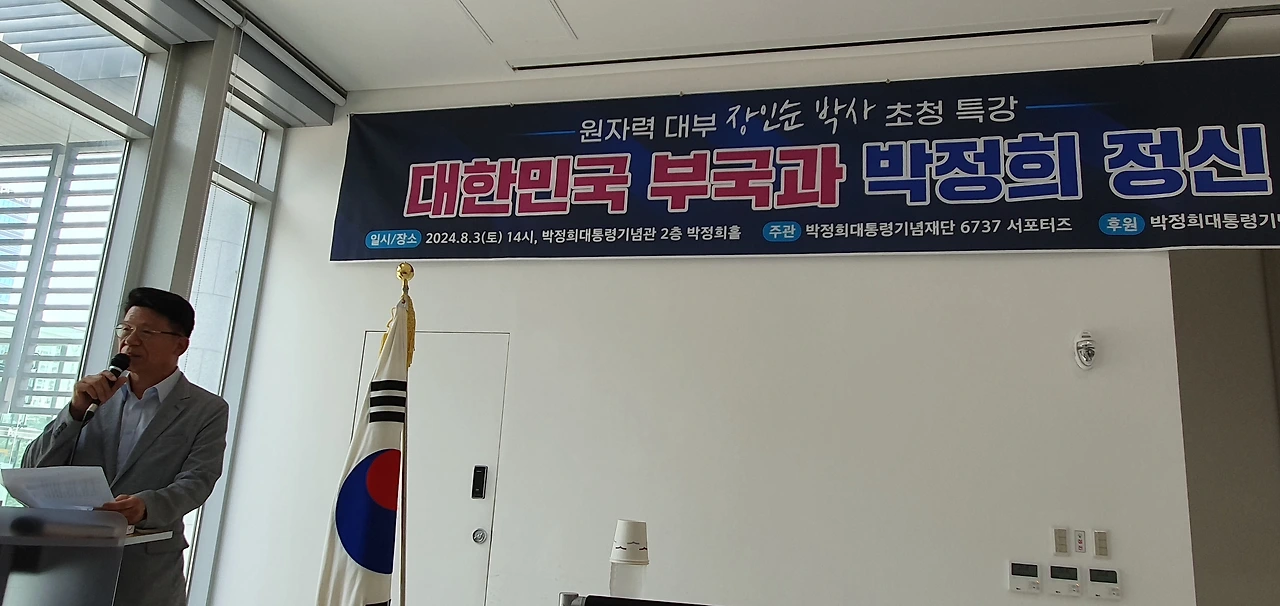 원자력 대부 장인순 박사 초청 특강
대한민국 부국과 박정희 정신
일시/장소 2024.8.3(토) 14시, 박정희대통령기념관 2층 박정희홀 주관 박정희대통령기념재단 6737 서포터즈 후원 박정희대통령기